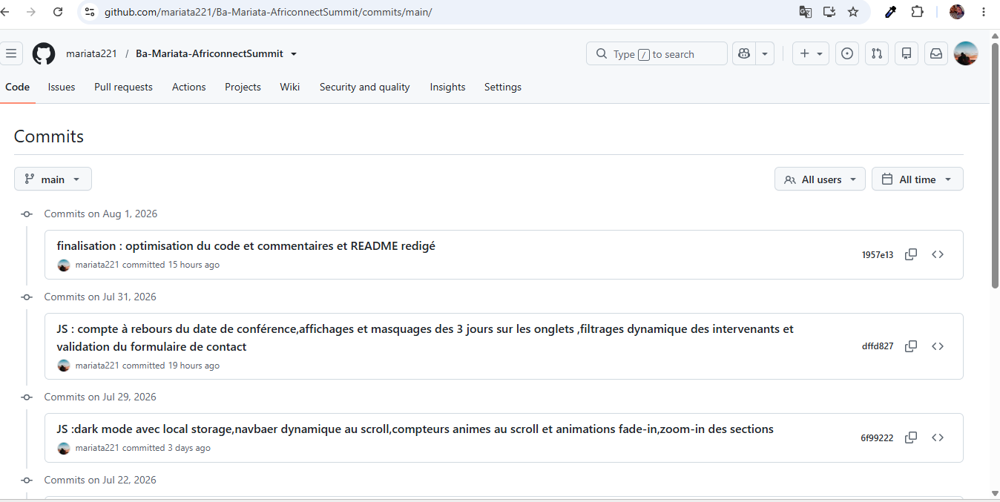 github.com/mariata221/Ba-Mariata-AfriconnectSummit/commits/main/
mariata221 / Ba-Mariata-AfriconnectSummit
Type / to search
Code Issues Pull requests Actions Projects Wiki Security and quality Insights Settings
Commits
main All users All time
Commits on Aug 1, 2026
finalisation : optimisation du code et commentaires et README redigé
mariata221 committed 15 hours ago
1957e13
Commits on Jul 31, 2026
JS : compte à rebours du date de conférence,affichages et masquages des 3 jours sur les onglets ,filtrages dynamique des intervenants et
validation du formulaire de contact
mariata221 committed 19 hours ago
dffd827
Commits on Jul 29, 2026
JS :dark mode avec local storage,navbaer dynamique au scroll,compteurs animes au scroll et animations fade-in,zoom-in des sections
mariata221 committed 3 days ago
6f99222
Commits on Jul 22, 2026